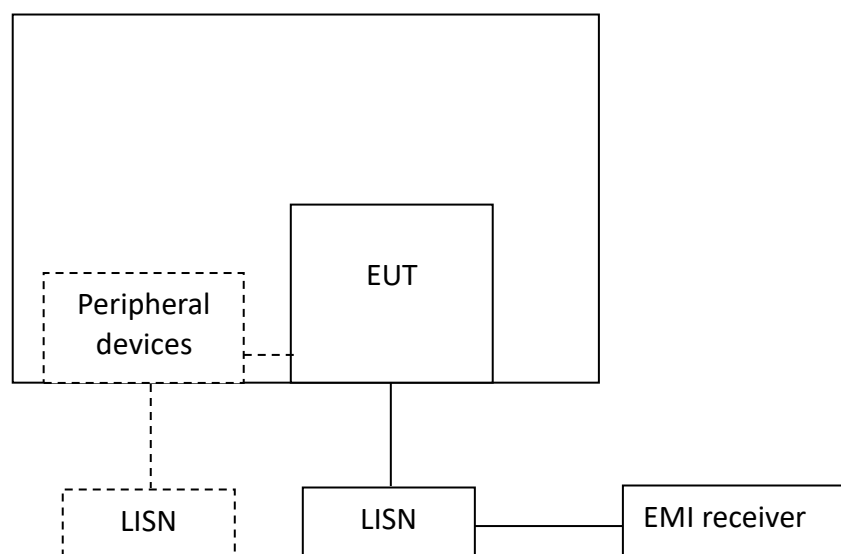 EUT
Peripheral
devices
LISN
LISN
EMI receiver